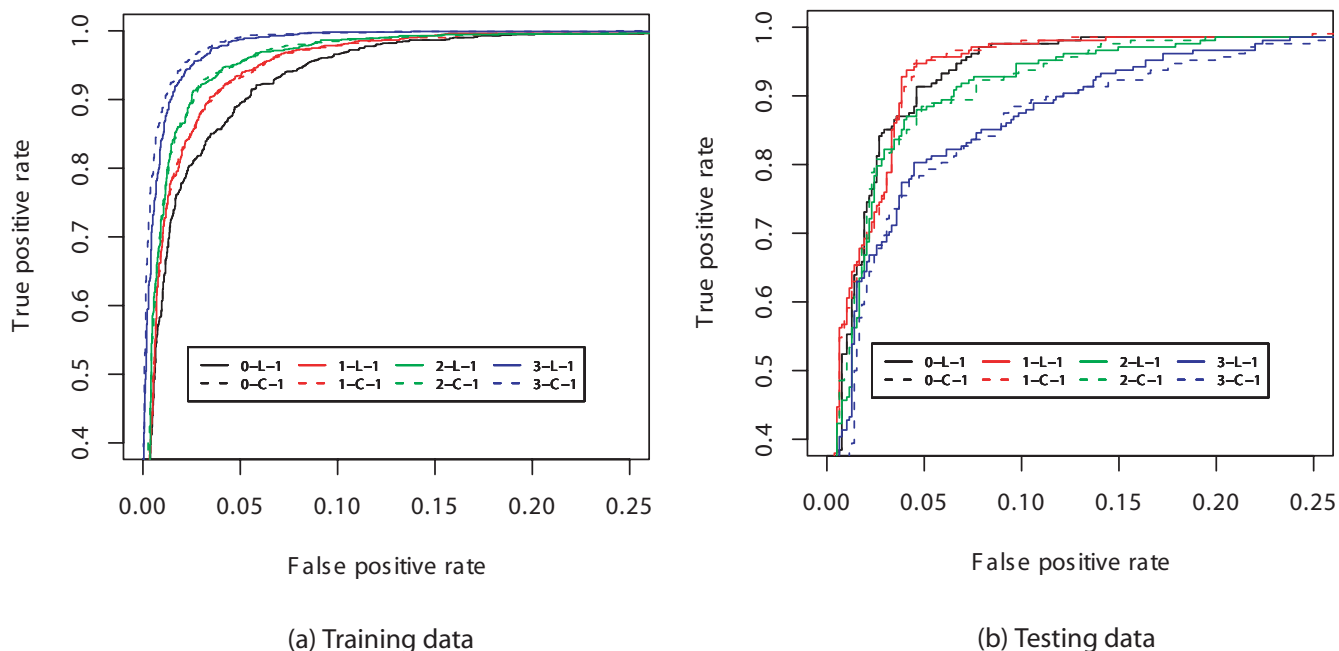 True positive rate
1.0
0.9
0.8
0.7
0.6
0.5
0.4
0–L–1 1–L–1 2–L–1 3–L–1
0–C–1 1–C–1 2–C–1 3–C–1
0.00 0.05 0.10 0.15 0.20 0.25
False positive rate
(a) Training data
True positive rate
1.0
0.9
0.8
0.7
0.6
0.5
0.4
0–L–1 1–L–1 2–L–1 3–L–1
0–C–1 1–C–1 2–C–1 3–C–1
0.00 0.05 0.10 0.15 0.20 0.25
False positive rate
(b) Testing data